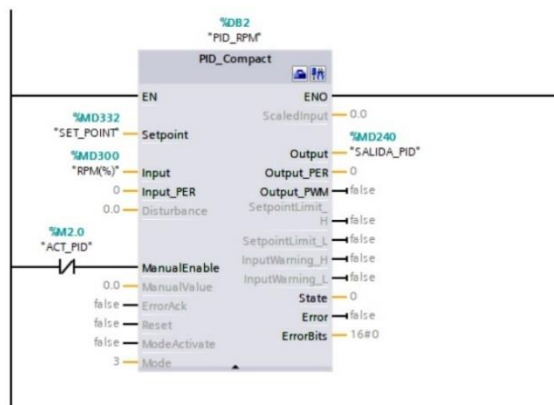 %DB2
"PID_RPM"
PID_Compact
EN ENO
ScaledInput 0.0
%MD332
"SET_POINT" Setpoint
%MD240
Output "SALIDA_PID"
%MD300
"RPM(%)" Input
Output_PER 0
0 Input_PER Output_PWM false
0.0 Disturbance SetpointLimit_
H false
SetpointLimit_L false
%M2.0
"ACT_PID"
InputWarning_H false
ManualEnable InputWarning_L false
0.0 ManualValue
State 0
false ErrorAck Error false
false Reset
ErrorBits 16#0
false ModeActivate
3 Mode